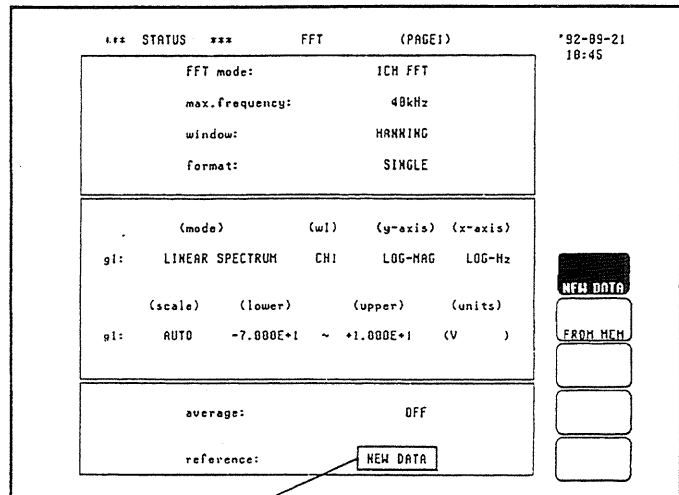 *** STATUS *** FFT (PAGE1) '92-09-21
10:45
FFT mode: 1CH FFT
max.frequency: 40kHz
window: HANNING
format: SINGLE
(mode) (w1) (y-axis) (x-axis)
g1: LINEAR SPECTRUM CH1 LOG-MAG LOG-Hz
(scale) (lower) (upper) (units)
g1: AUTO -7.000E+1 ~ +1.000E+1 (V )
average: OFF
reference: NEW DATA
NEW DATA
FROM MEM